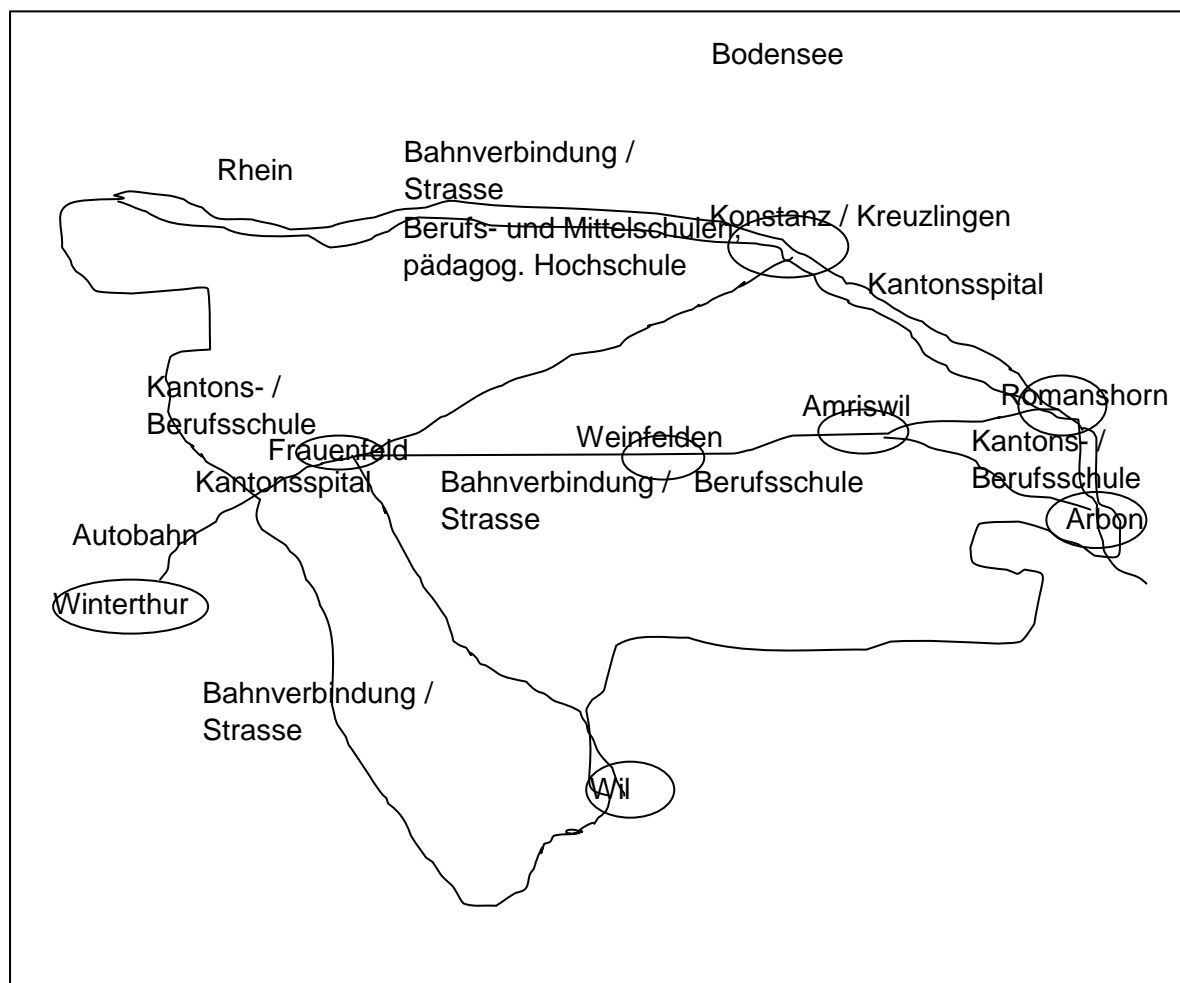 Bodensee
Rhein
Bahnverbindung /
Strasse
Berufs- und Mittelschulen,
pädagog. Hochschule
Konstanz / Kreuzlingen
Kantonsspital
Kantons- /
Berufsschule
Frauenfeld
Kantonsspital
Weinfelden
Amriswil
Romanshorn
Kantons- /
Berufsschule
Bahnverbindung /
Strasse
Berufsschule
Arbon
Autobahn
Winterthur
Bahnverbindung /
Strasse
Wil